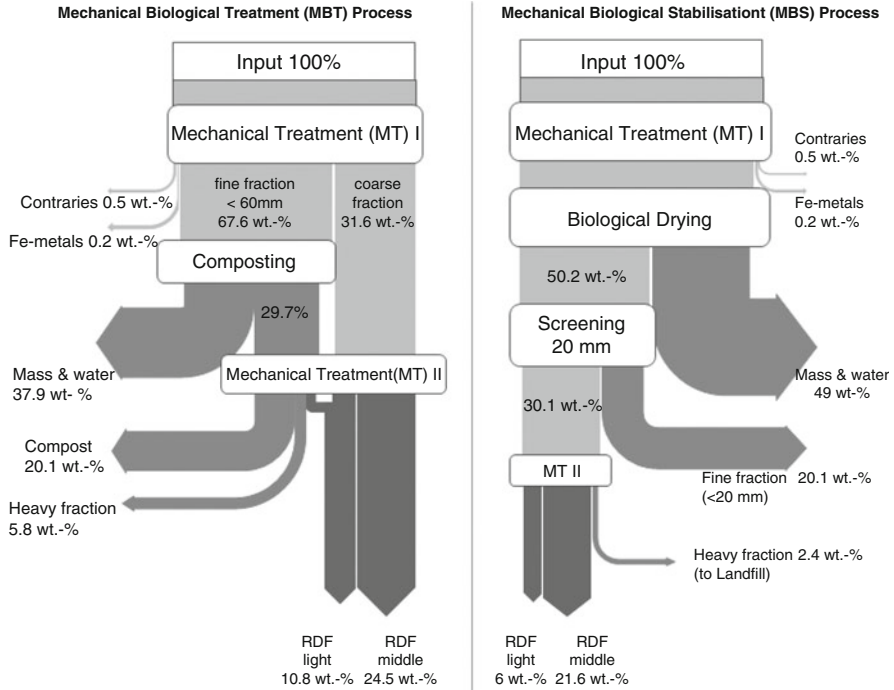 Mechanical Biological Treatment (MBT) Process
Input 100%
Mechanical Treatment (MT) I
fine fraction
< 60mm
67.6 wt.-%
coarse
fraction
31.6 wt.-%
Contraries 0.5 wt.-%
Fe-metals 0.2 wt.-%
Composting
29.7%
Mass & water
37.9 wt- %
Mechanical Treatment(MT) II
Compost
20.1 wt.-%
Heavy fraction
5.8 wt.-%
RDF
light
10.8 wt.-%
RDF
middle
24.5 wt.-%
Mechanical Biological Stabilisationt (MBS) Process
Input 100%
Mechanical Treatment (MT) I
Contraries
0.5 wt.-%
Fe-metals
0.2 wt.-%
Biological Drying
50.2 wt.-%
Screening
20 mm
Mass & water
49 wt-%
30.1 wt.-%
MT II
Fine fraction 20.1 wt.-%
(<20 mm)
Heavy fraction 2.4 wt.-%
(to Landfill)
RDF
light
6 wt.-%
RDF
middle
21.6 wt.-%